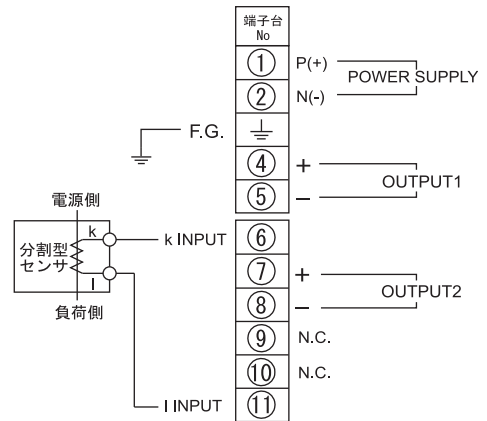 端子台
No
① P(+)
POWER SUPPLY
② N(-)
F.G.
④ +
OUTPUT1
⑤ −
電源側
k
k INPUT ⑥
分割型
センサ
⑦ +
l
OUTPUT2
⑧ −
負荷側
⑨ N.C.
⑩ N.C.
l INPUT ⑪